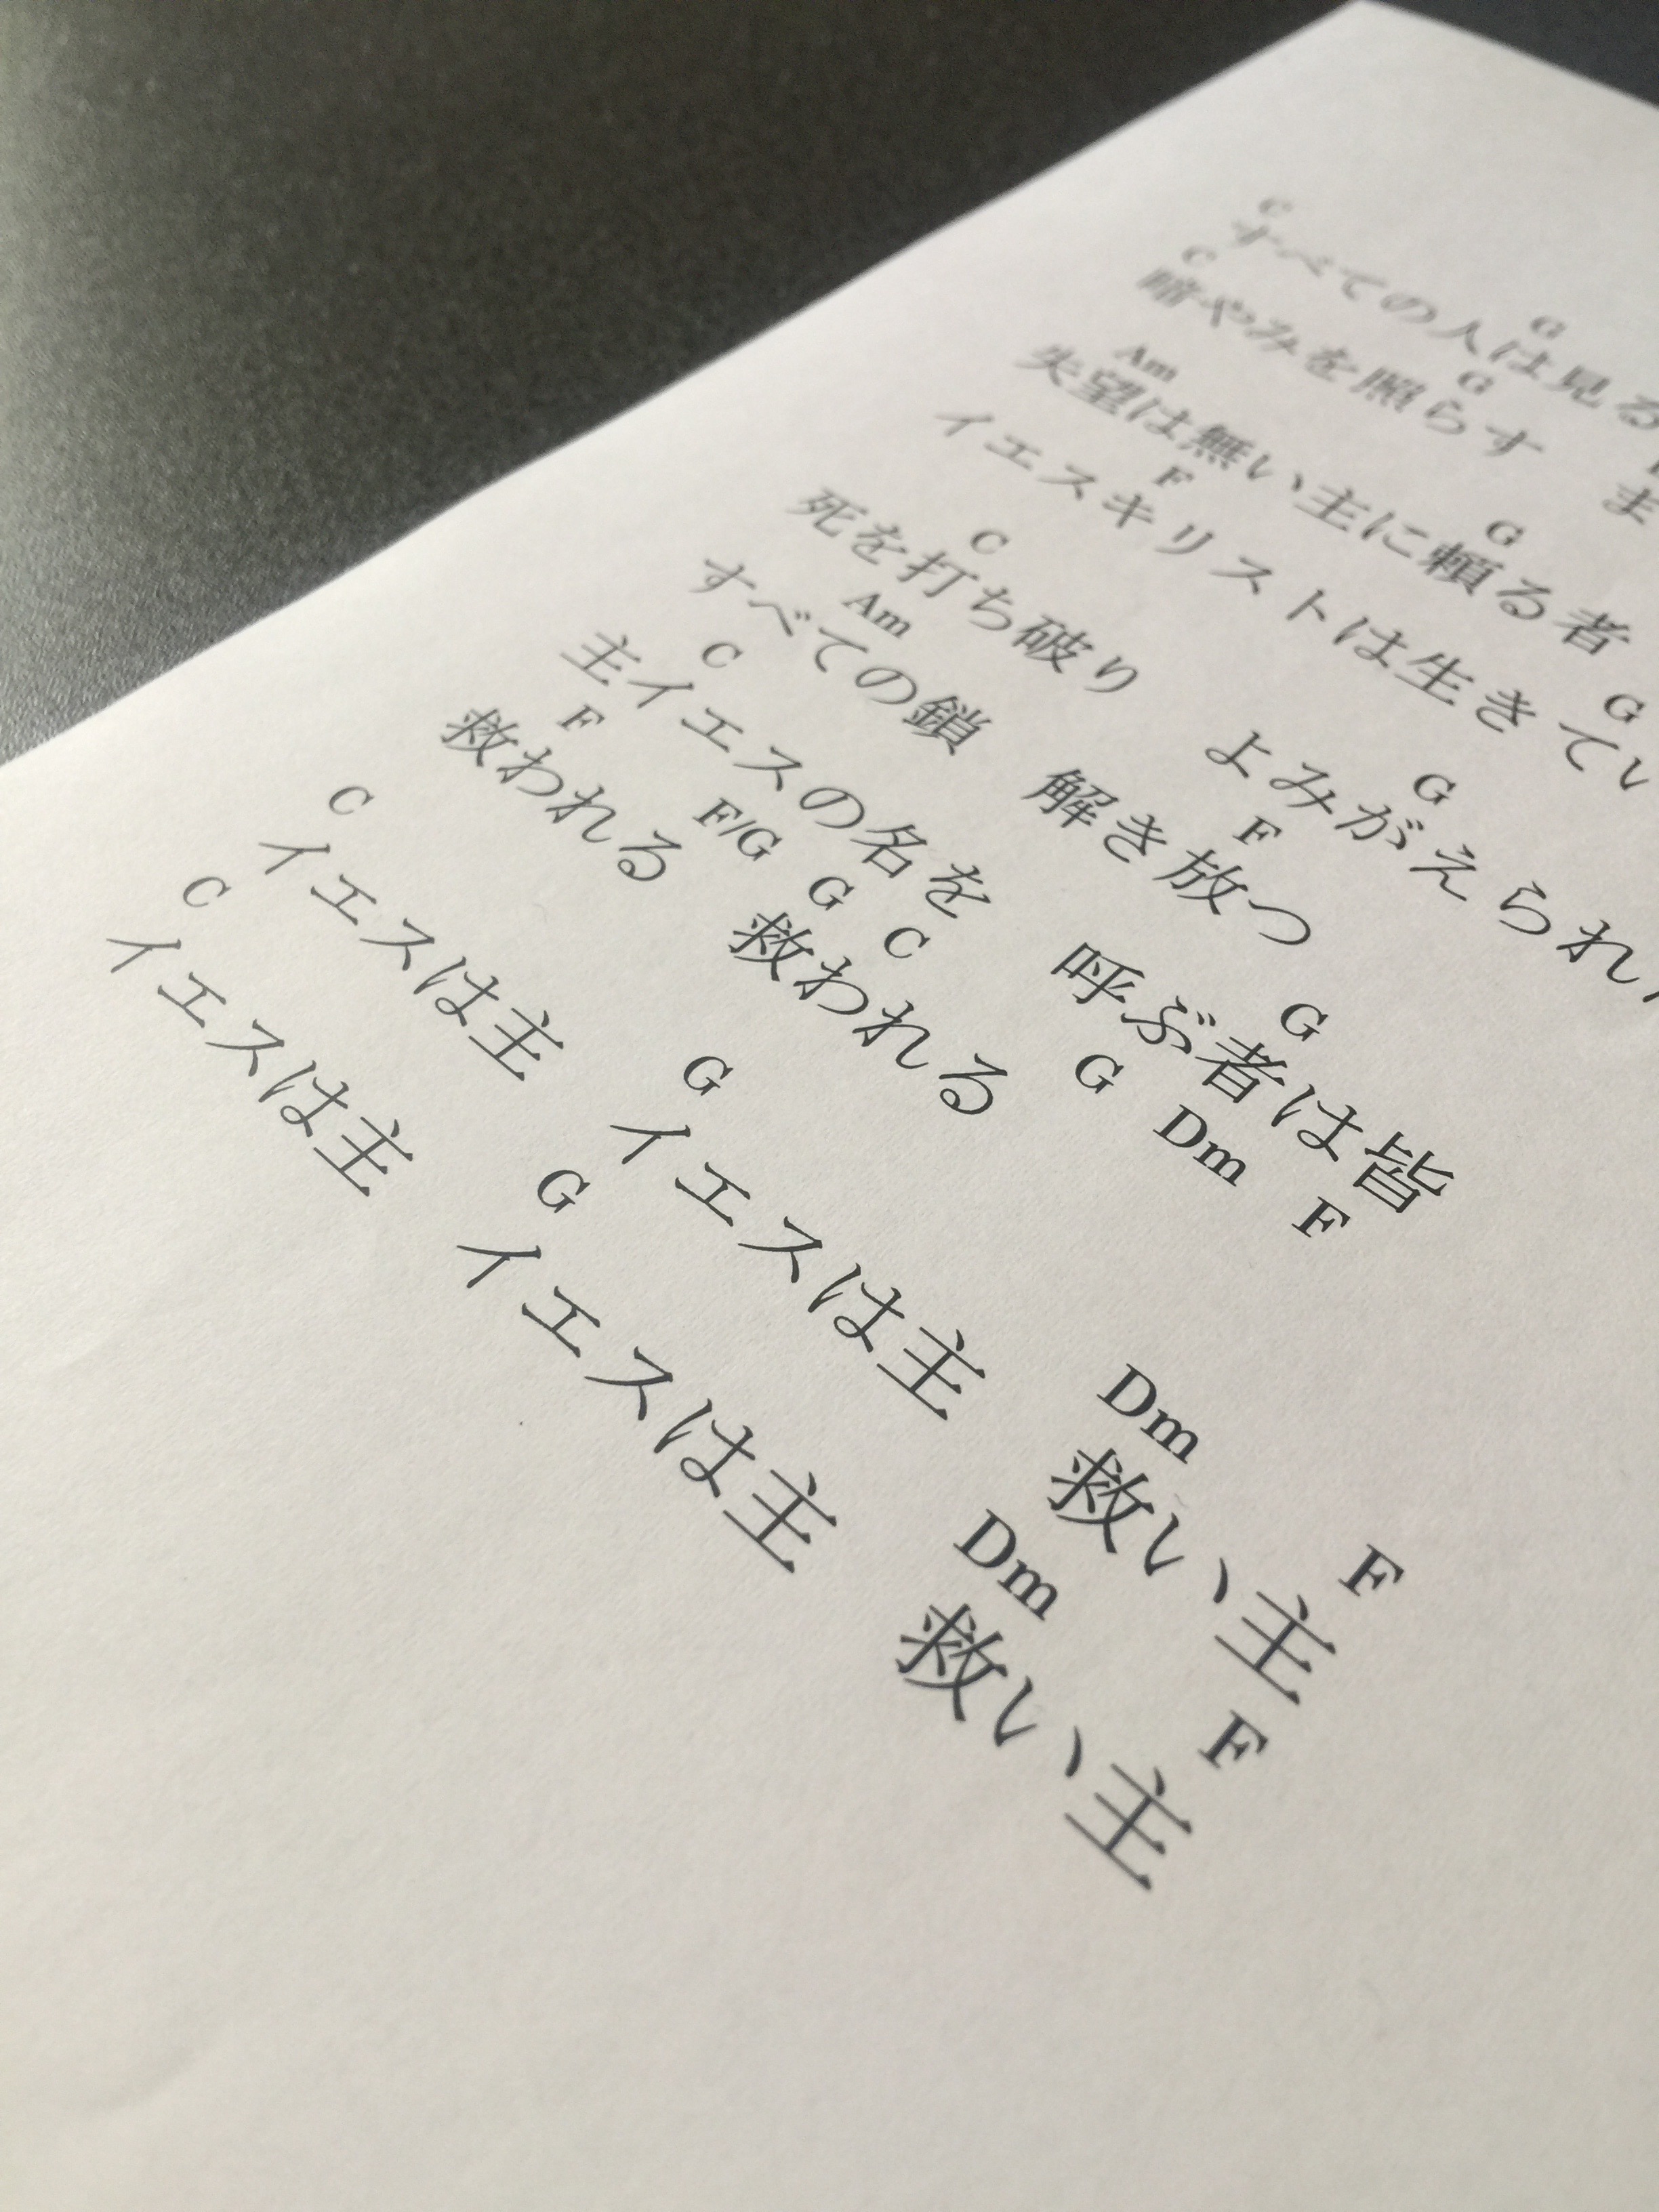 C G
すべての人は見る
C G
暗やみを照らす ま
Am G
失望は無い主に頼る者
F G
イエスキリストは生きてい
C G
死を打ち破り よみがえられ
Am F
すべての鎖 解き放つ
C G
主イエスの名を 呼ぶ者は皆
F F/G G C G Dm F
救われる 救われる
C G Dm F
イエスは主 イエスは主 救い主
C G Dm F
イエスは主 イエスは主 救い主